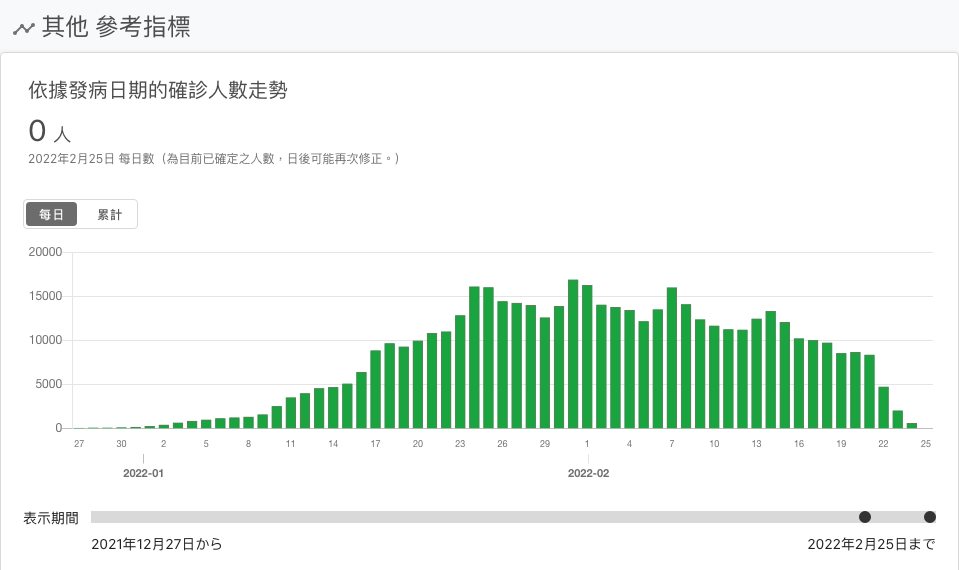 其他 參考指標
依據發病日期的確診人數走勢
0 人
2022年2月25日 每日數（為目前已確定之人數，日後可能再次修正。）
每日 累計
20000
15000
10000
5000
0
27 30 2 5 8 11 14 17 20 23 26 29 1 4 7 10 13 16 19 22 25
2022-01 2022-02
表示期間
2021年12月27日から 2022年2月25日まで